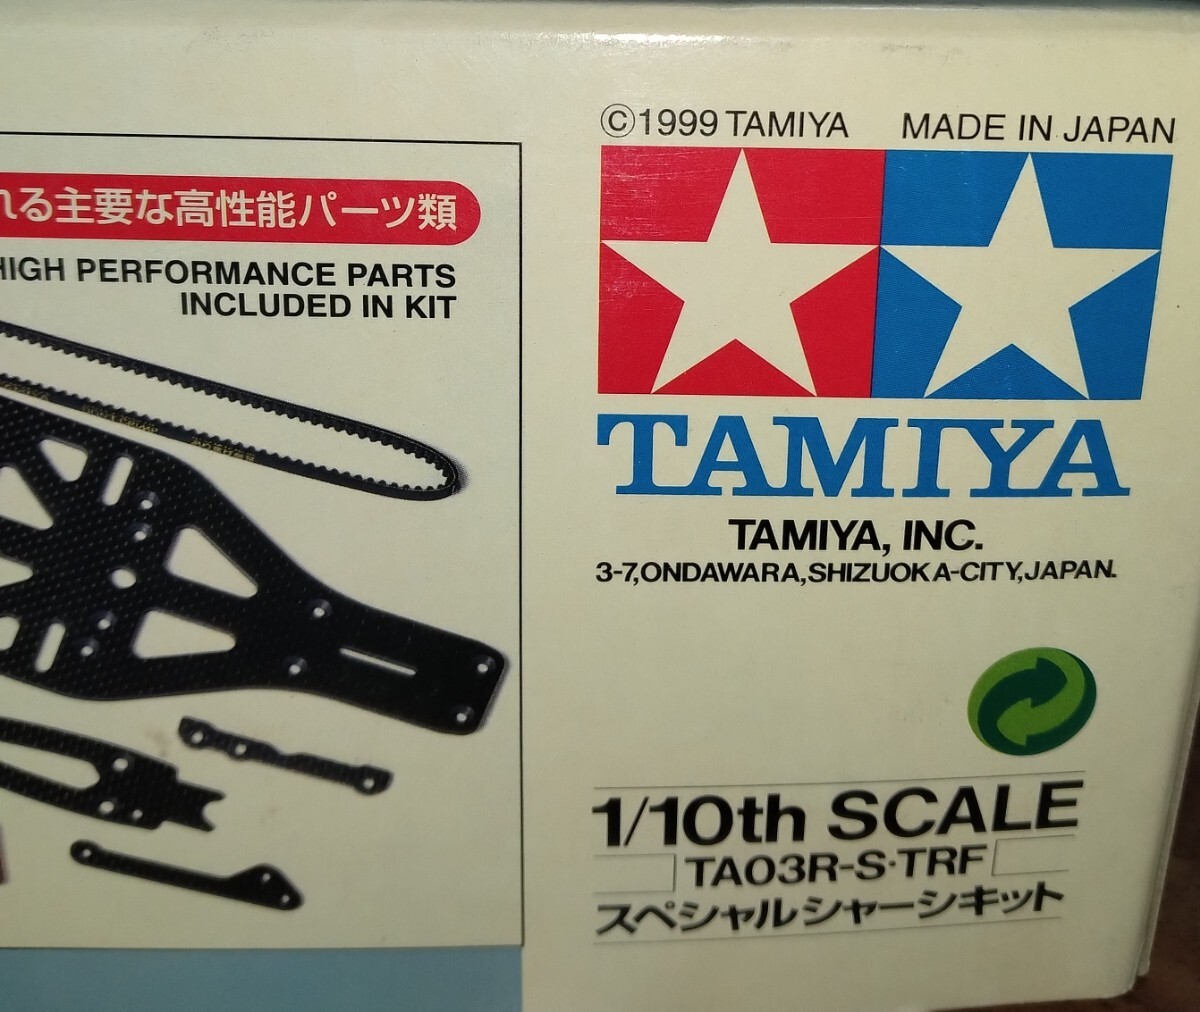 ©1999 TAMIYA MADE IN JAPAN
れる主要な高性能パーツ類
HIGH PERFORMANCE PARTS
INCLUDED IN KIT
TAMIYA
TAMIYA, INC.
3-7,ONDAWARA,SHIZUOKA-CITY,JAPAN.
1/10th SCALE
TA03R-S·TRF
スペシャルシャーシキット